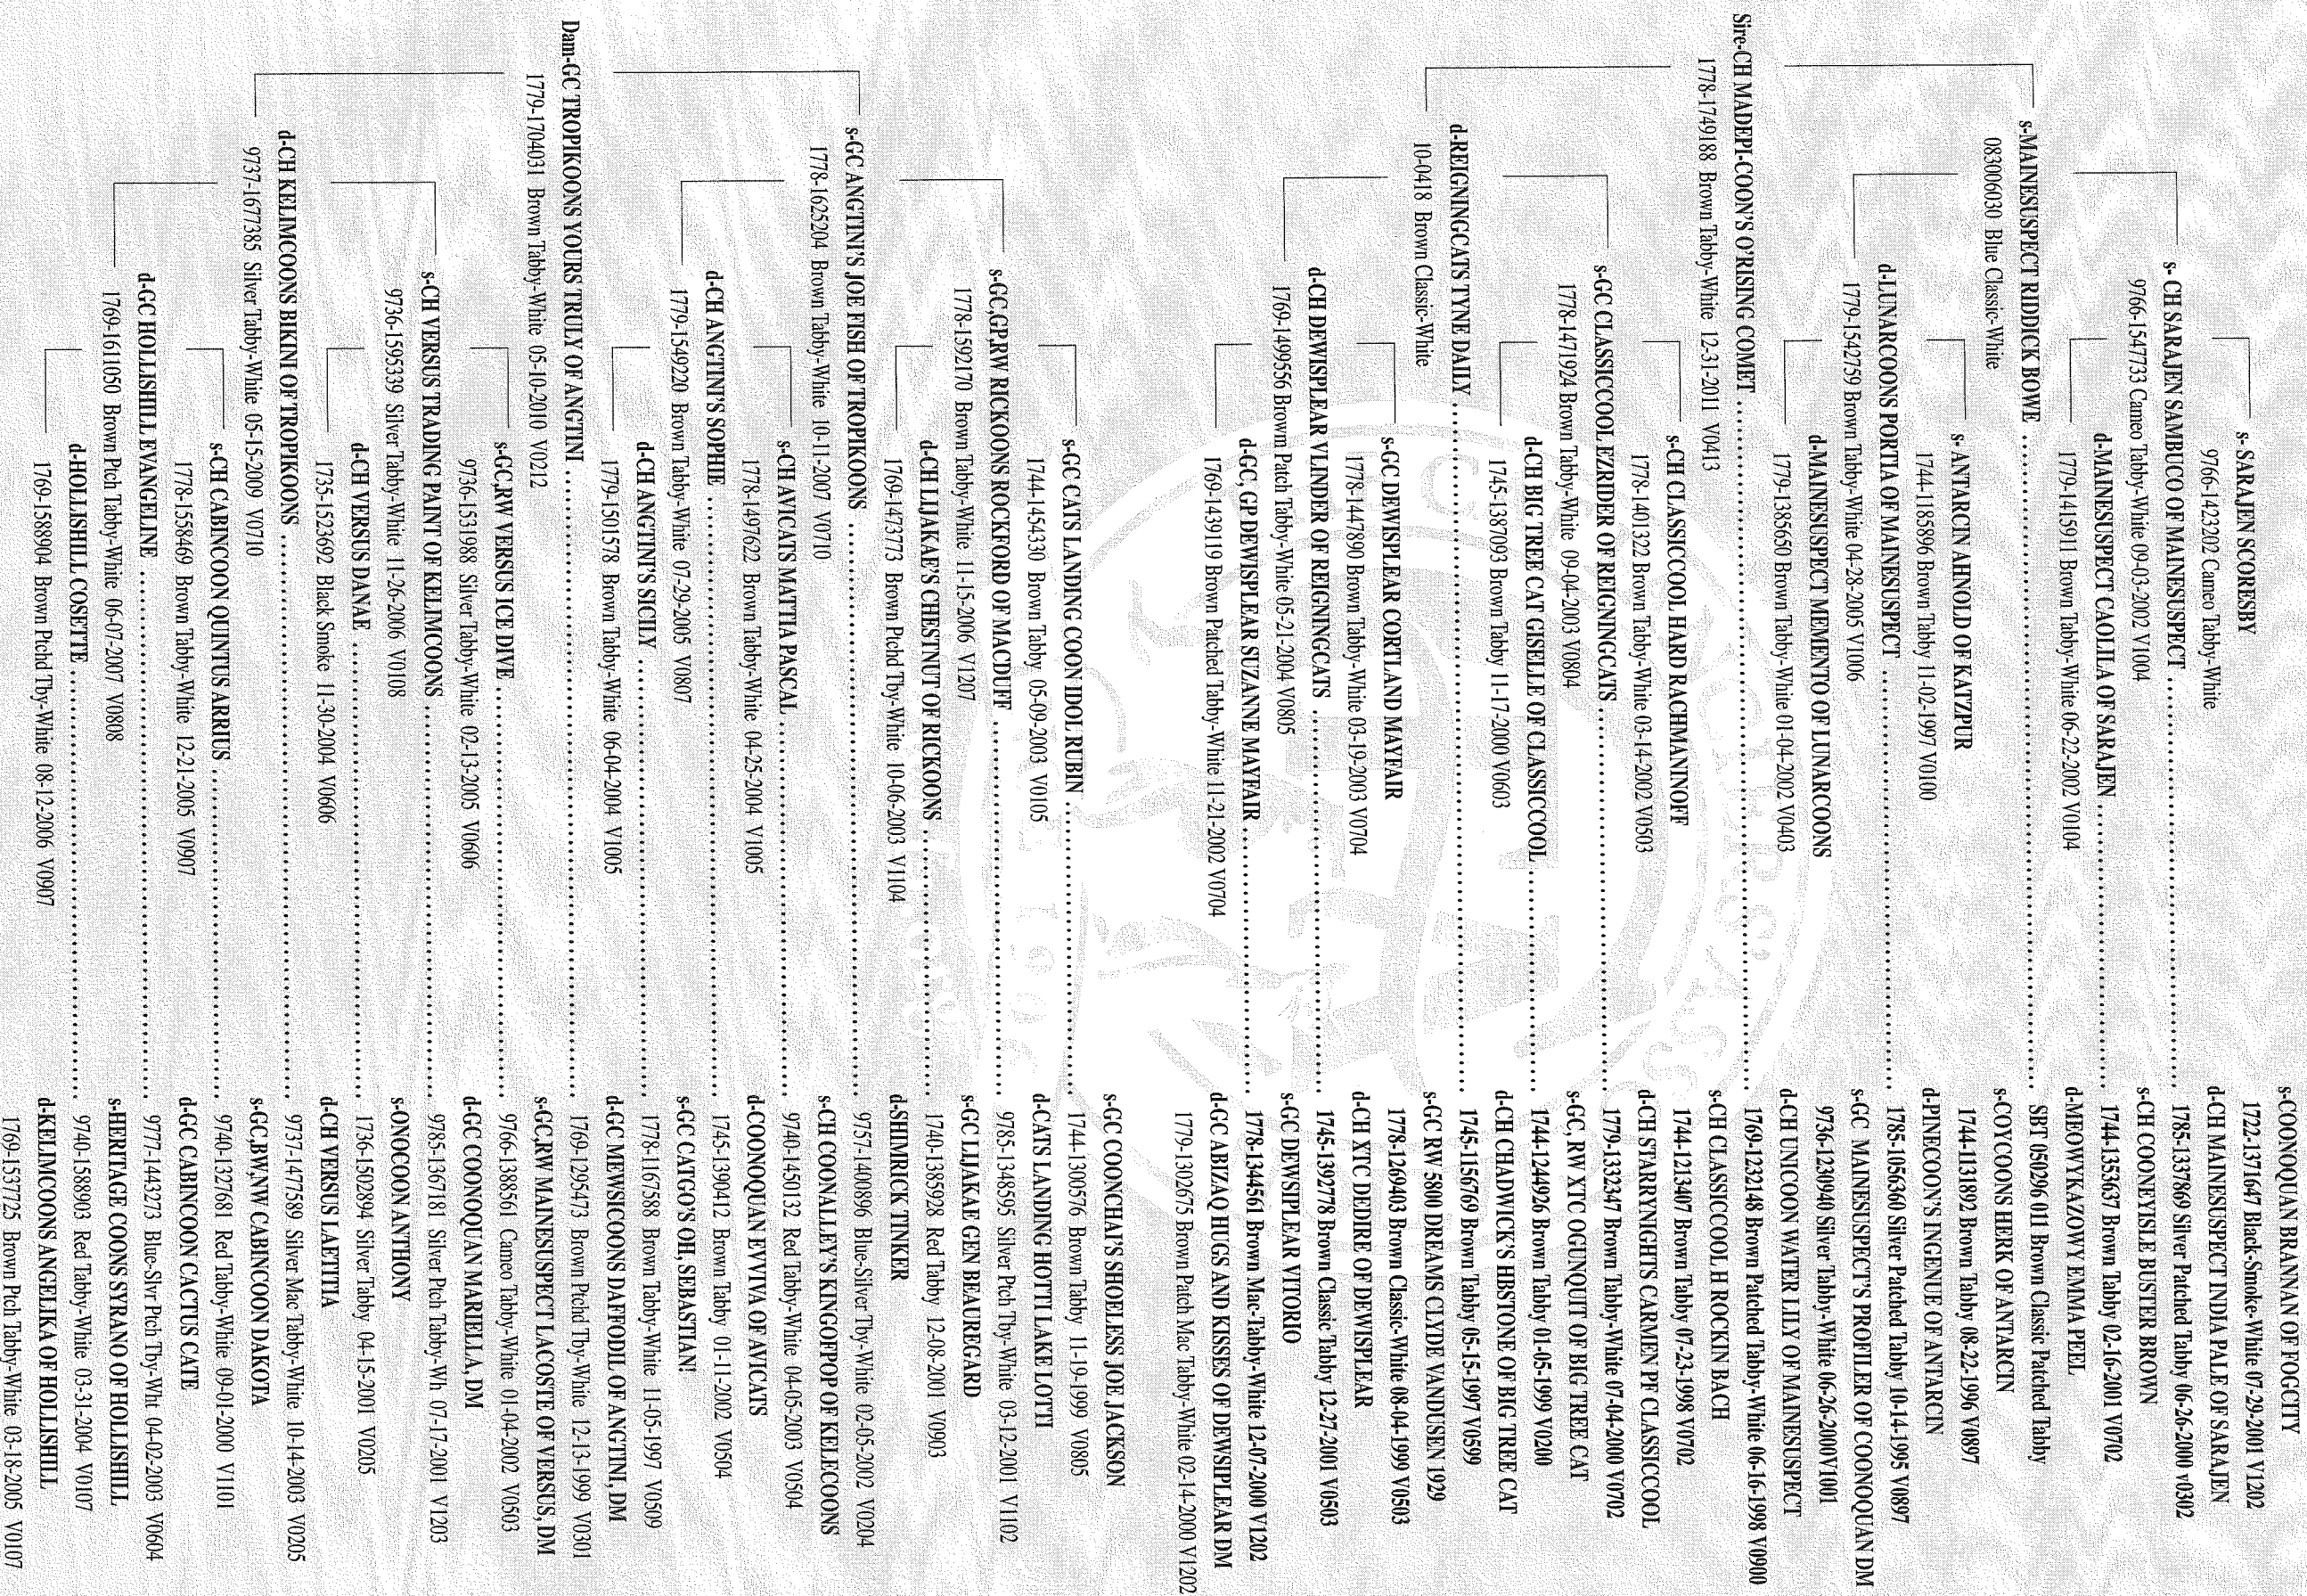 s-COONOQUAN BRANNAN OF FOGCITY
s-SARAJEN SCORESBY
1722-1371647 Black-Smoke-White 07-29-2001 V1202
9766-1423202 Cameo Tabby-White
d-CH MAINESUSPECT INDIA PALE OF SARAJEN
s- CH SARAJEN SAMBUCO OF MAINESUSPECT
1785-1337869 Silver Patched Tabby 06-26-2000 v0302
9766-1547733 Cameo Tabby-White 09-03-2002 V1004
s-CH COONEYISLE BUSTER BROWN
d-MAINESUSPECT CAOLILA OF SARAJEN
1744-1353637 Brown Tabby 02-16-2001 V0702
1779-1415911 Brown Tabby-White 06-22-2002 V0104
d-MEOWYKAZOWY EMMA PEEL
s-MAINESUSPECT RIDDICK BOWE
SBT 050296 011 Brown Classic Patched Tabby
083006030 Blue Classic-White
s-COYCOONS HERK OF ANTARCIN
s-ANTARCIN AHNOLD OF KATZPUR
1744-1131892 Brown Tabby 08-22-1996 V0897
1744-1185896 Brown Tabby 11-02-1997 V0100
d-PINECOON'S INGENUE OF ANTARCIN
d-LUNARCOONS PORTIA OF MAINESUSPECT
1785-1056360 Silver Patched Tabby 10-14-1995 V0897
1779-1542759 Brown Tabby-White 04-28-2005 V1006
s-GC MAINESUSPECT'S PROFILER OF COONOQUAN DM
d-MAINESUSPECT MEMENTO OF LUNARCOONS
9736-1230940 Silver Tabby-White 06-26-2000V1001
1779-1385650 Brown Tabby-White 01-04-2002 V0403
d-CH UNICOON WATER LILY OF MAINESUSPECT
Sire-CH MADEPI-COON'S O'RISING COMET
1769-1232148 Brown Patched Tabby-White 06-16-1998 V0900
1778-1749188 Brown Tabby-White 12-31-2011 V0413
s-CH CLASSICCOOL H ROCKIN BACH
s-CH CLASSICCOOL HARD RACHMANINOFF
1744-1213407 Brown Tabby 07-23-1998 V0702
1778-1401322 Brown Tabby-White 03-14-2002 V0503
d-CH STARRYNIGHTS CARMEN PF CLASSICCOOL
s-GC CLASSICCOOL EZRIDER OF REIGNINGCATS
1779-1332347 Brown Tabby-White 07-04-2000 V0702
1778-1471924 Brown Tabby-White 09-04-2003 V0804
s-GC, RW XTC OGUNQUIT OF BIG TREE CAT
d-CH BIG TREE CAT GISELLE OF CLASSICCOOL
1744-1244926 Brown Tabby 01-05-1999 V0200
1745-1387093 Brown Tabby 11-17-2000 V0603
d-CH CHADWICK'S HBSTONE OF BIG TREE CAT
d-REIGNINGCATS TYNE DAILY
1745-1156769 Brown Tabby 05-15-1997 V0599
10-0418 Brown Classic-White
s-GC RW 5800 DREAMS CLYDE VANDUSEN 1929
s-GC DEWISPLEAR CORTLAND MAYFAIR
1778-1269403 Brown Classic-White 08-04-1999 V0503
1778-1447890 Brown Tabby-White 03-19-2003 V0704
d-CH XTC DEDIRE OF DEWISPLEAR
d-CH DEWISPLEAR VLINDER OF REIGNINGCATS
1745-1392778 Brown Classic Tabby 12-27-2001 V0503
1769-1499556 Browm Patch Tabby-White 05-21-2004 V0805
s-GC DEWSIPLEAR VITORIO
d-GC, GP DEWISPLEAR SUZANNE MAYFAIR
1778-1344561 Brown Mac-Tabby-White 12-07-2000 V1202
1769-1439119 Brown Patched Tabby-White 11-21-2002 V0704
d-GC ABIZAQ HUGS AND KISSES OF DEWSIPLEAR DM
1779-1302675 Brown Patch Mac Tabby-White 02-14-2000 V1202
s-GC COONCHAI'S SHOELESS JOE JACKSON
s-GC CATS LANDING COON IDOL RUBIN
1744-1300576 Brown Tabby 11-19-1999 V0805
1744-1454330 Brown Tabby 05-09-2003 V0105
d-CATS LANDING HOTTI LAKE LOTTI
s-GC,GP,RW RICKOONS ROCKFORD OF MACDUFF
9785-1348595 Silver Ptch Tby-White 03-12-2001 V1102
1778-1592170 Brown Tabby-White 11-15-2006 V1207
s-GC LIJAKAE GEN BEAUREGARD
d-CH LIJAKAE'S CHESTNUT OF RICKOONS
1740-1385928 Red Tabby 12-08-2001 V0903
1769-1473773 Brown Ptchd Tby-White 10-06-2003 V1104
d-SHIMRICK TINKER
s-GC ANGTINI'S JOE FISH OF TROPIKOONS
9757-1400896 Blue-Silver Tby-White 02-05-2002 V0204
1778-1625204 Brown Tabby-White 10-11-2007 V0710
s-CH COONALLEY'S KINGOFPOP OF KELECOONS
s-CH AVICATS MATTIA PASCAL
9740-1450132 Red Tabby-White 04-05-2003 V0504
1778-1497622 Brown Tabby-White 04-25-2004 V1005
d-COONOQUAN EVVIVA OF AVICATS
d-CH ANGTINI'S SOPHIE
1745-1390412 Brown Tabby 01-11-2002 V0504
1779-1549220 Brown Tabby-White 07-29-2005 V0807
s-GC CATGO'S OH, SEBASTIAN!
d-CH ANGTINI'S SICILY
1778-1167588 Brown Tabby-White 11-05-1997 V0509
1779-1501578 Brown Tabby-White 06-04-2004 V1005
d-GC MEWSICOONS DAFFODIL OF ANGTINI, DM
Dam-GC TROPIKOONS YOURS TRULY OF ANGTINI
1769-1295473 Brown Ptchd Tby-White 12-13-1999 V0301
1779-1704031 Brown Tabby-White 05-10-2010 V0212
s-GC,RW MAINESUSPECT LACOSTE OF VERSUS, DM
s-GC,RW VERSUS ICE DIVE
9766-1388561 Cameo Tabby-White 01-04-2002 V0503
9736-1531988 Silver Tabby-White 02-13-2005 V0606
d-GC COONOQUAN MARIELLA, DM
s-CH VERSUS TRADING PAINT OF KELIMCOONS
9785-1367181 Silver Ptch Tabby-Wh 07-17-2001 V1203
9736-1595339 Silver Tabby-White 11-26-2006 V0108
s-ONOCOON ANTHONY
d-CH VERSUS DANAE
1736-1502894 Silver Tabby 04-15-2001 V0205
1735-1523692 Black Smoke 11-30-2004 V0606
d-CH VERSUS LAETITIA
d-CH KELIMCOONS BIKINI OF TROPIKOONS
9737-1477589 Silver Mac Tabby-White 10-14-2003 V0205
9737-1677385 Silver Tabby-White 05-15-2009 V0710
s-GC,BW,NW CABINCOON DAKOTA
s-CH CABINCOON QUINTUS ARRIUS
9740-1327681 Red Tabby-White 09-01-2000 V1101
1778-1558469 Brown Tabby-White 12-21-2005 V0907
d-GC CABINCOON CACTUS CATE
d-GC HOLLISHILL EVANGELINE
9777-1443273 Blue-Slvr Ptch Tby-Wht 04-02-2003 V0604
1769-1611050 Brown Ptch Tabby-White 06-07-2007 V0808
s-HERITAGE COONS SYRANO OF HOLLISHILL
d-HOLLISHILL COSETTE
9740-1588903 Red Tabby-White 03-31-2004 V0107
1769-1588904 Brown Ptchd Tby-White 08-12-2006 V0907
d-KELIMCOONS ANGELIKA OF HOLLISHILL
1769-1537725 Brown Ptch Tabby-White 03-18-2005 V0107